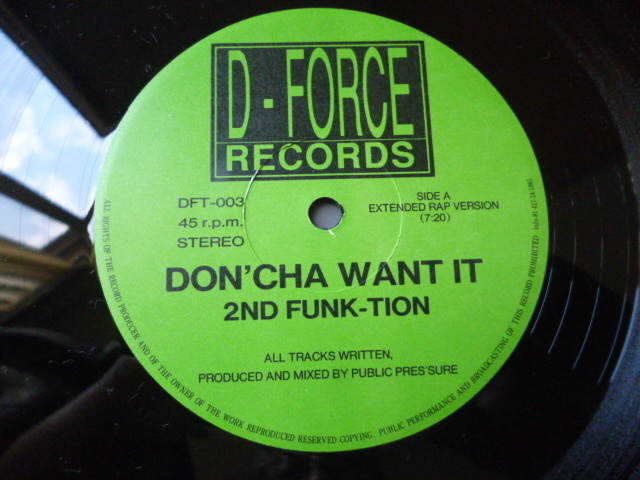 D-FORCE
RECORDS
DFT-003
45 r.p.m.
STEREO
SIDE A
EXTENDED RAP VERSION
(7:20)
DON'CHA WANT IT
2ND FUNK-TION
ALL TRACKS WRITTEN,
PRODUCED AND MIXED BY PUBLIC PRES'SURE
ALL RIGHTS OF THE RECORD PRODUCER AND OF THE OWNER OF THE WORK REPRODUCED RESERVED COPYING. PUBLIC PERFORMANCE AND BROADCASTING OF THIS RECORD PROHIBITED